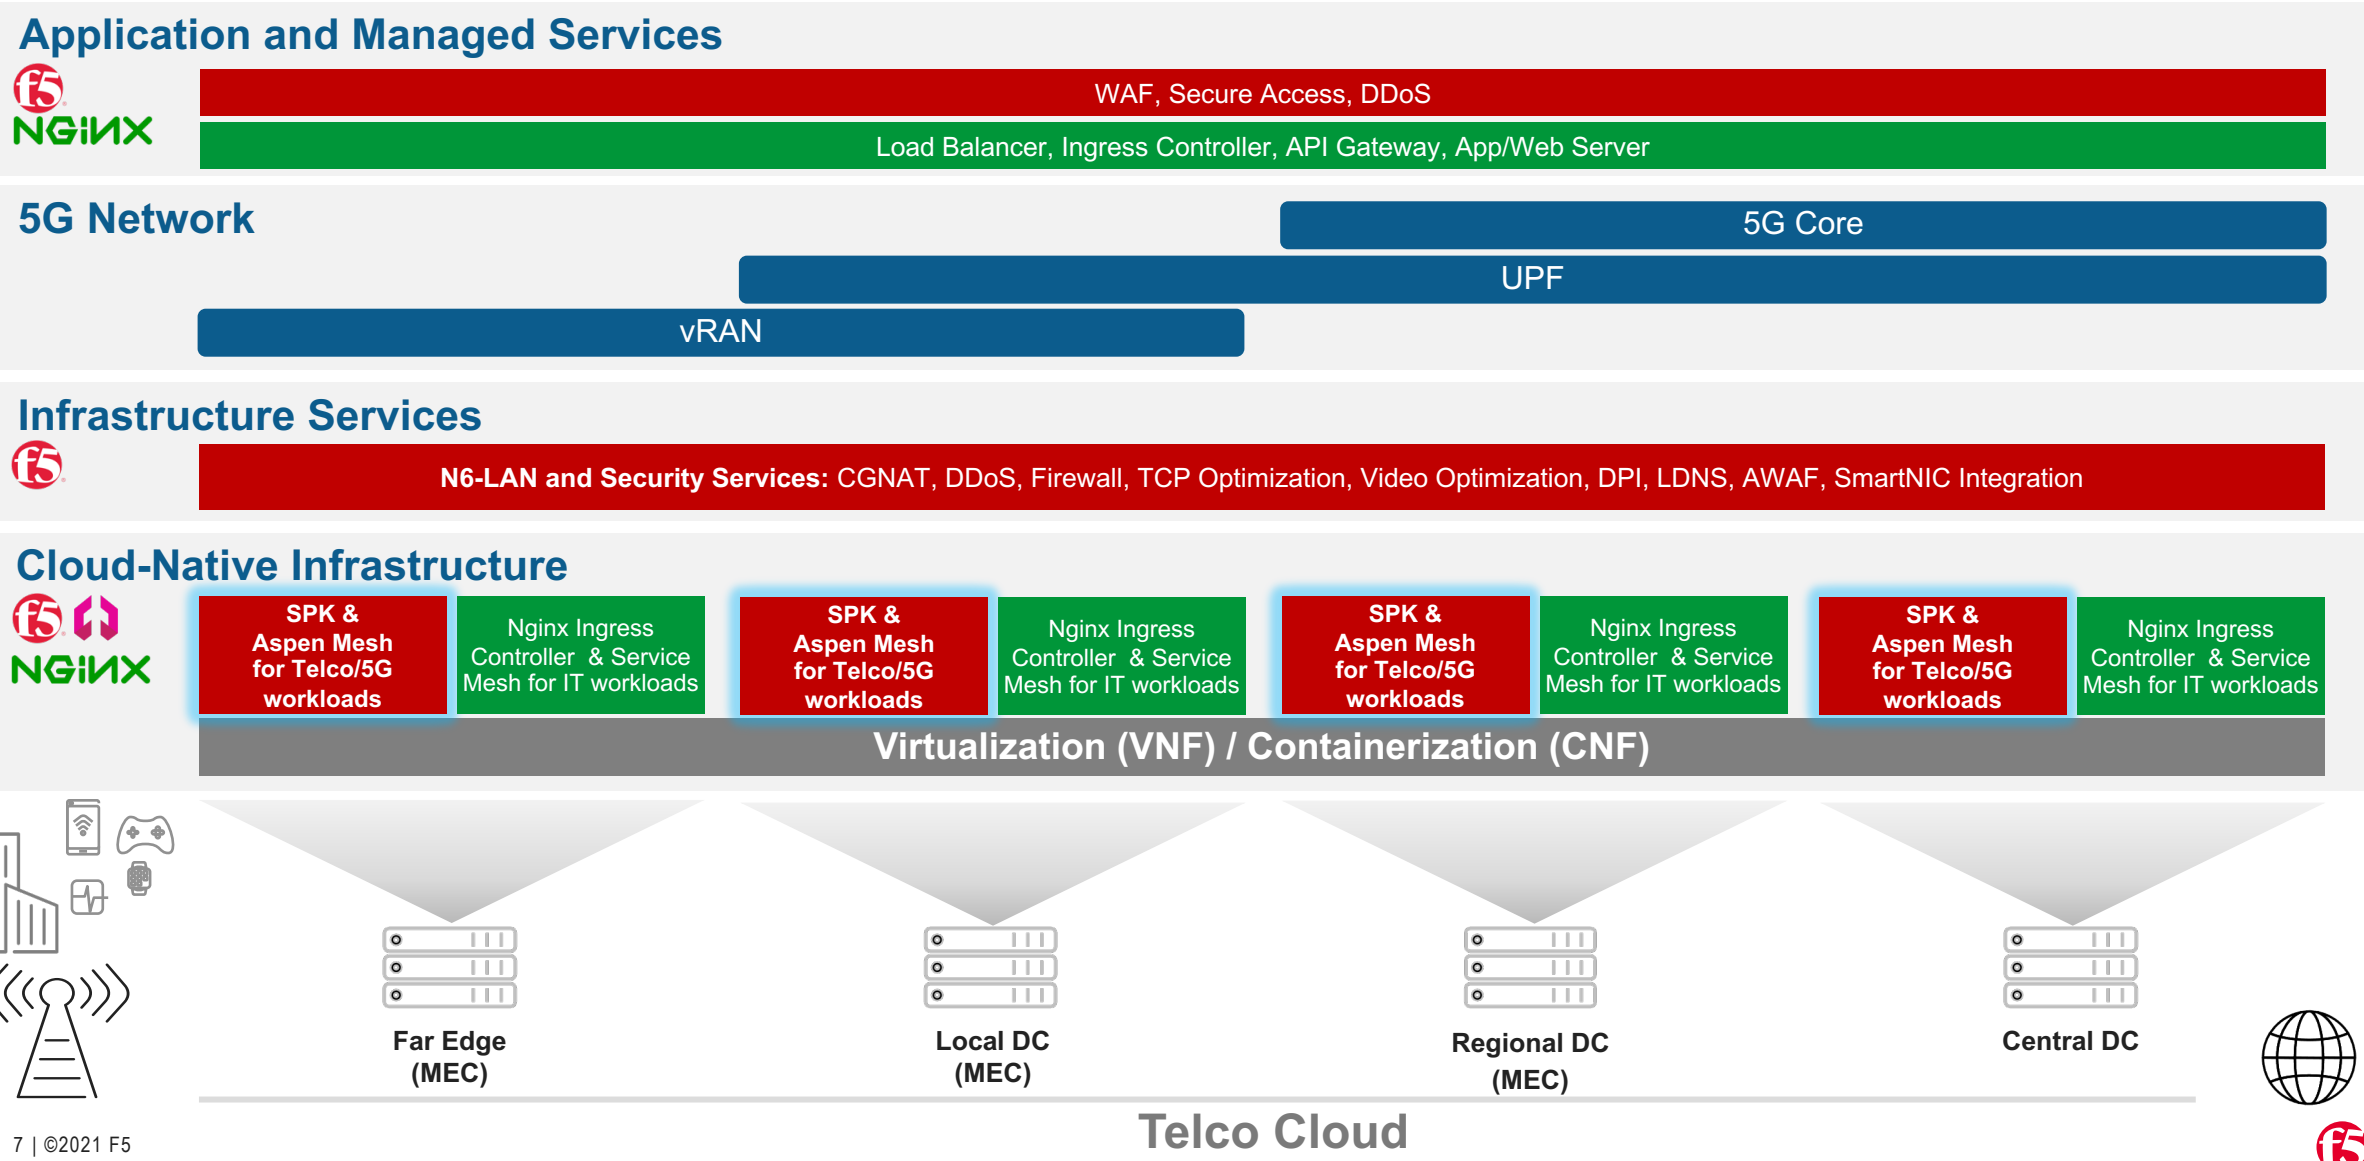 Application and Managed Services
f5
NGINX
WAF, Secure Access, DDoS
Load Balancer, Ingress Controller, API Gateway, App/Web Server
5G Network
5G Core
UPF
vRAN
Infrastructure Services
f5
N6-LAN and Security Services: CGNAT, DDoS, Firewall, TCP Optimization, Video Optimization, DPI, LDNS, AWAF, SmartNIC Integration
Cloud-Native Infrastructure
f5
NGINX
SPK &
Aspen Mesh
for Telco/5G
workloads
Nginx Ingress
Controller & Service
Mesh for IT workloads
SPK &
Aspen Mesh
for Telco/5G
workloads
Nginx Ingress
Controller & Service
Mesh for IT workloads
SPK &
Aspen Mesh
for Telco/5G
workloads
Nginx Ingress
Controller & Service
Mesh for IT workloads
SPK &
Aspen Mesh
for Telco/5G
workloads
Nginx Ingress
Controller & Service
Mesh for IT workloads
Virtualization (VNF) / Containerization (CNF)
Far Edge
(MEC)
Local DC
(MEC)
Regional DC
(MEC)
Central DC
Telco Cloud
7 | ©2021 F5
f5